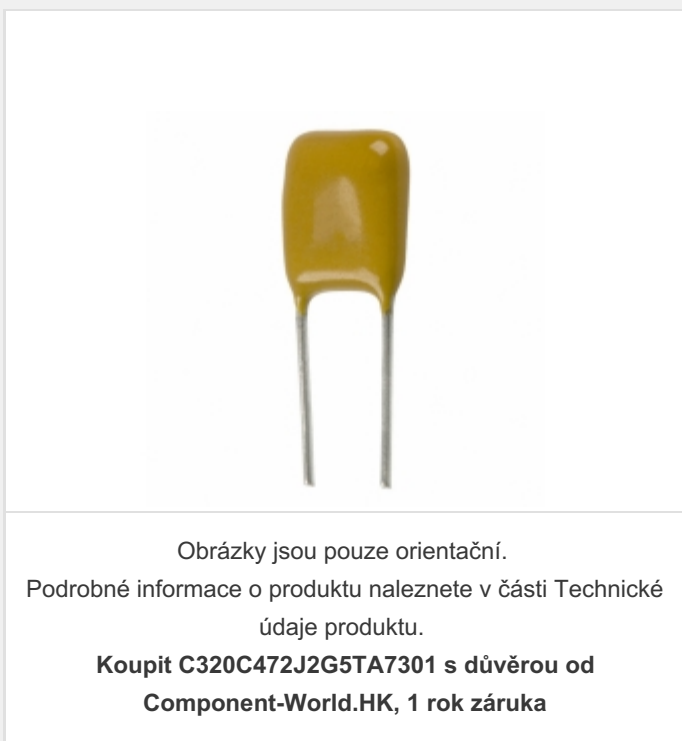 Obrázky jsou pouze orientační.
Podrobné informace o produktu naleznete v části Technické
údaje produktu.
Koupit C320C472J2G5TA7301 s důvěrou od
Component-World.HK, 1 rok záruka